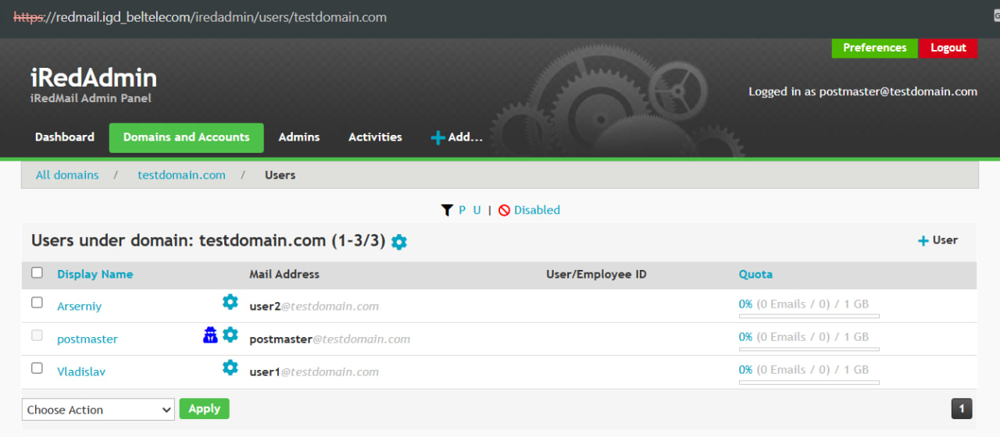 https://redmail.igd_beltelecom/iredadmin/users/testdomain.com
Preferences Logout
iRedAdmin
iRedMail Admin Panel
Logged in as postmaster@testdomain.com
Dashboard Domains and Accounts Admins Activities + Add...
All domains / testdomain.com / Users
P U | Disabled
Users under domain: testdomain.com (1-3/3)
+ User
Display Name Mail Address User/Employee ID Quota
Arserniy user2@testdomain.com 0% (0 Emails / 0) / 1 GB
postmaster postmaster@testdomain.com 0% (0 Emails / 0) / 1 GB
Vladislav user1@testdomain.com 0% (0 Emails / 0) / 1 GB
Choose Action Apply 1